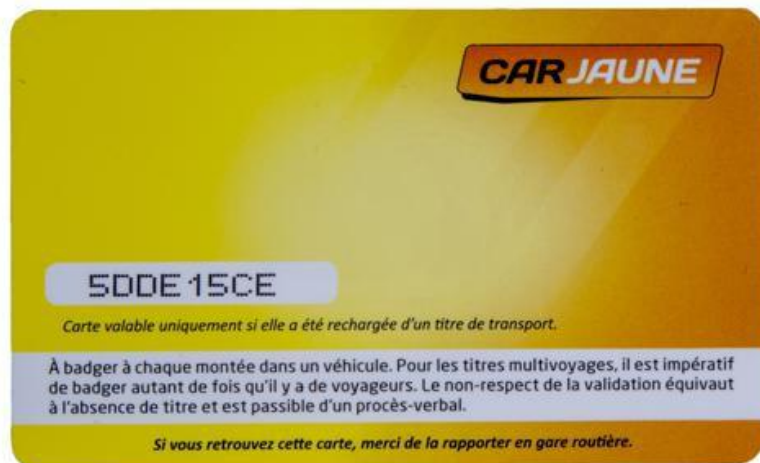 CAR JAUNE
5DDE15CE
Carte valable uniquement si elle a été rechargée d'un titre de transport.
À badger à chaque montée dans un véhicule. Pour les titres multivoyages, il est impératif
de badger autant de fois qu'il y a de voyageurs. Le non-respect de la validation équivaut
à l'absence de titre et est passible d'un procès-verbal.
Si vous retrouvez cette carte, merci de la rapporter en gare routière.